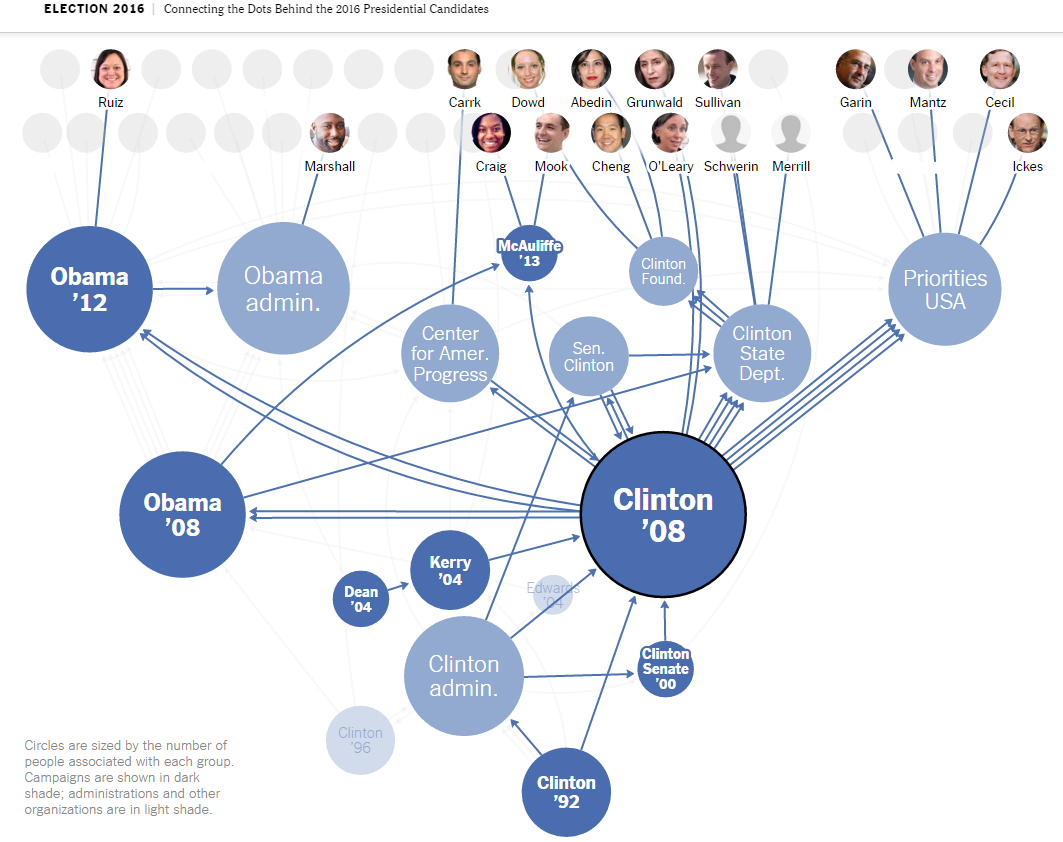 ELECTION 2016 | Connecting the Dots Behind the 2016 Presidential Candidates
Ruiz
Carrk
Dowd
Abedin
Grunwald
Sullivan
Garin
Mantz
Cecil
Marshall
Craig
Mook
Cheng
O'Leary
Schwerin
Merrill
Ickes
Obama
'12
Obama
admin.
McAuliffe
'13
Clinton
Found.
Priorities
USA
Center
for Amer.
Progress
Sen.
Clinton
Clinton
State
Dept.
Obama
'08
Clinton
'08
Kerry
'04
Dean
'04
Edwards
'04
Clinton
admin.
Clinton
Senate
'00
Clinton
'96
Clinton
'92
Circles are sized by the number of
people associated with each group.
Campaigns are shown in dark
shade; administrations and other
organizations are in light shade.